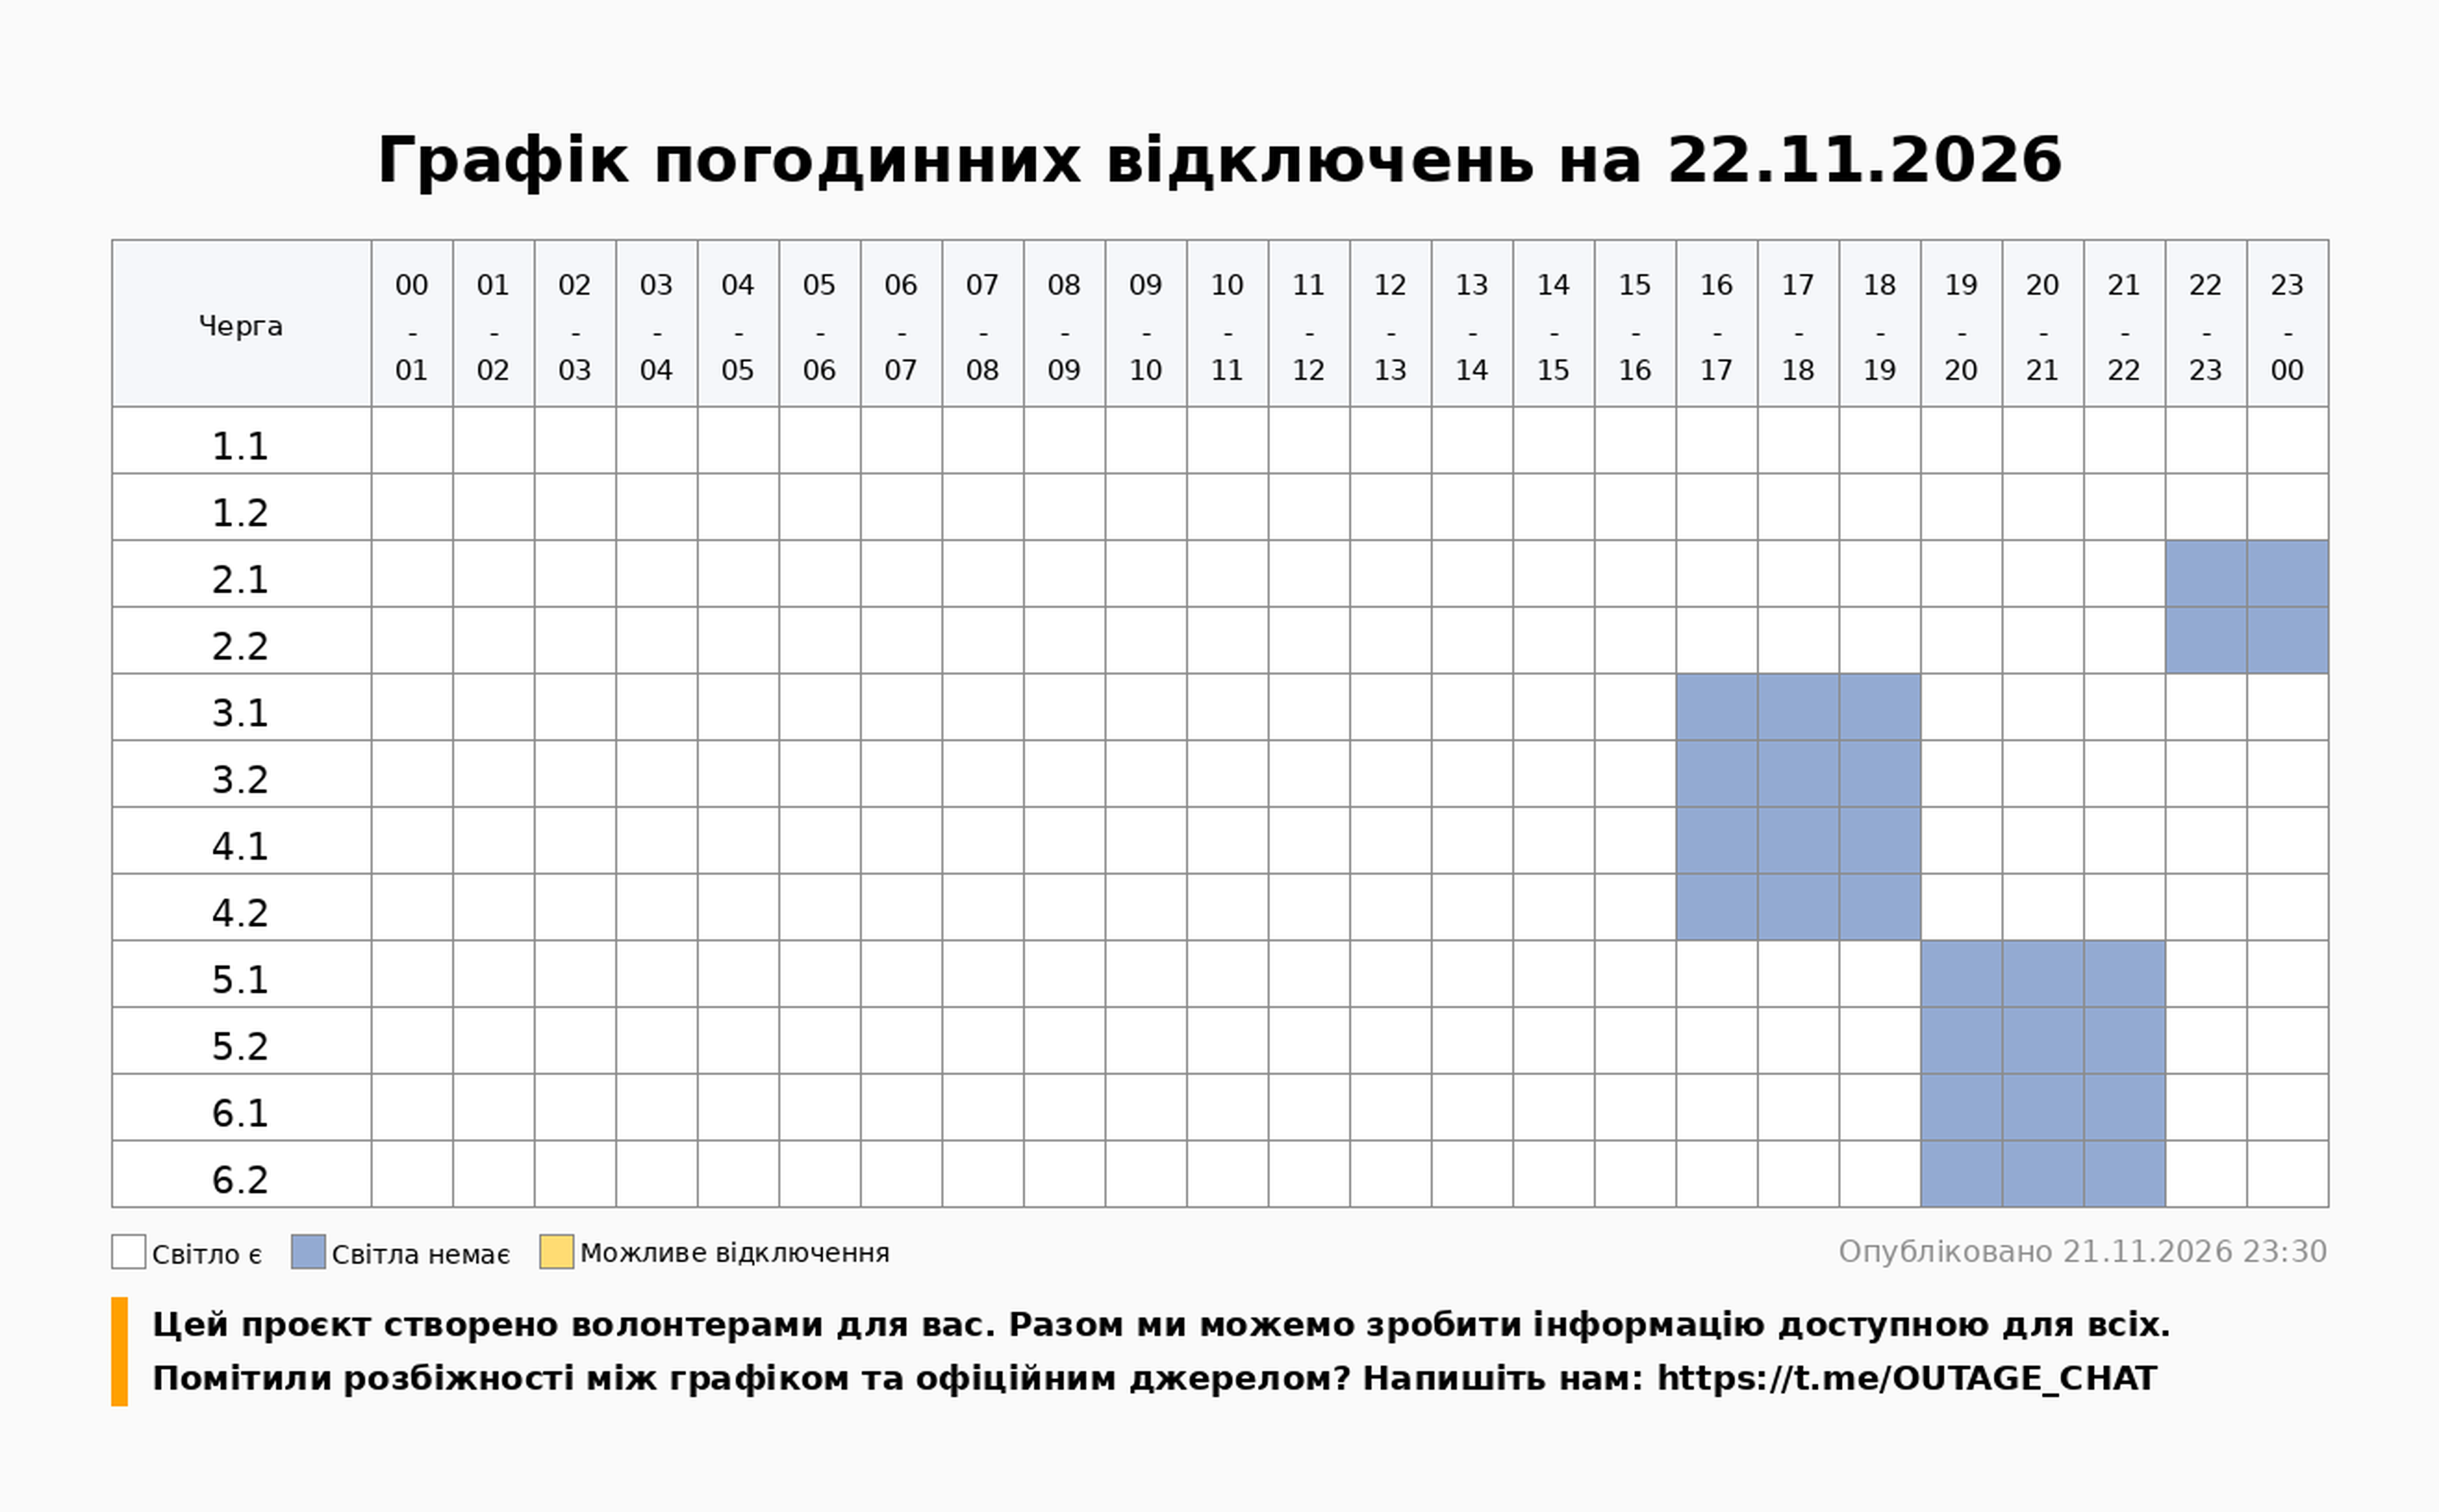 Графік погодинних відключень на 22.11.2026
Черга 00 - 01 01 - 02 02 - 03 03 - 04 04 - 05 05 - 06 06 - 07 07 - 08 08 - 09 09 - 10 10 - 11 11 - 12 12 - 13 13 - 14 14 - 15 15 - 16 16 - 17 17 - 18 18 - 19 19 - 20 20 - 21 21 - 22 22 - 23 23 - 00
1.1
1.2
2.1
2.2
3.1
3.2
4.1
4.2
5.1
5.2
6.1
6.2
Світло є Світла немає Можливе відключення Опубліковано 21.11.2026 23:30
Цей проєкт створено волонтерами для вас. Разом ми можемо зробити інформацію доступною для всіх.
Помітили розбіжності між графіком та офіційним джерелом? Напишіть нам: https://t.me/OUTAGE_CHAT